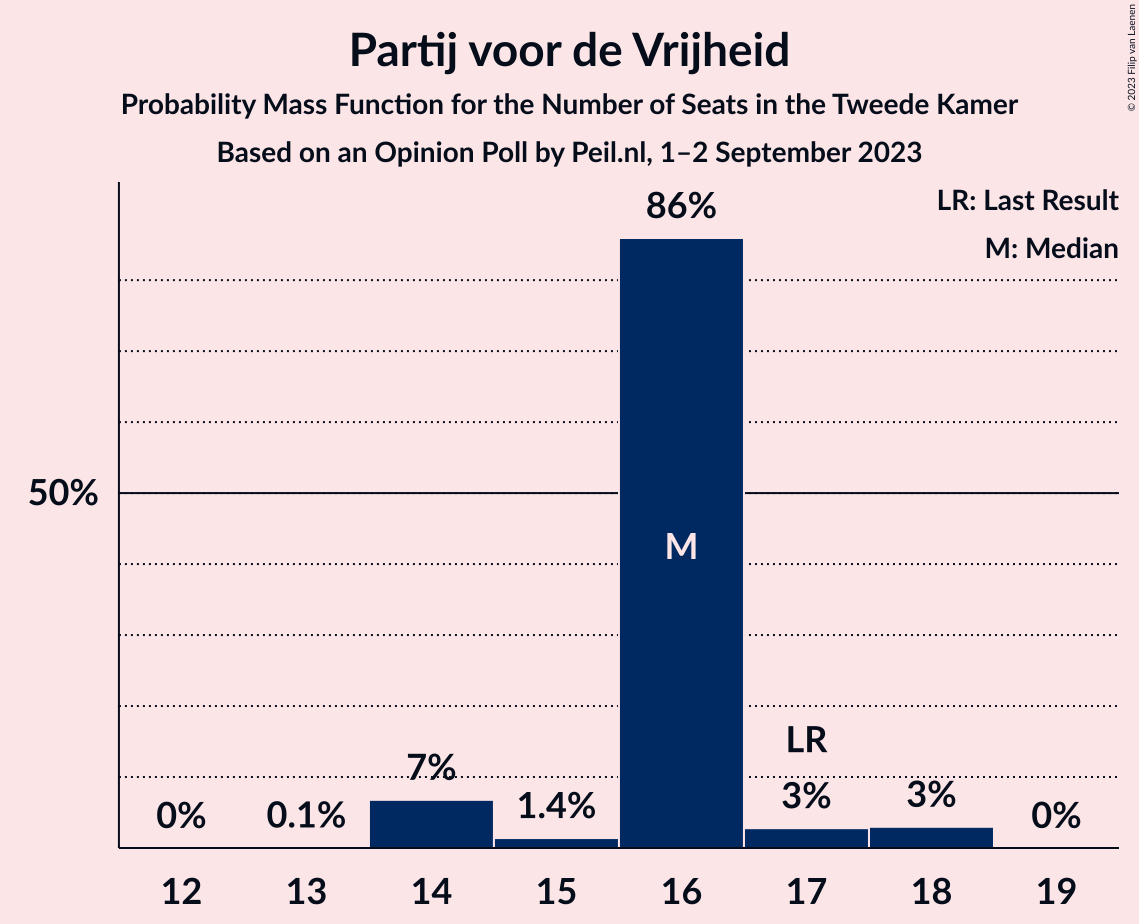 Partij voor de Vrijheid
Probability Mass Function for the Number of Seats in the Tweede Kamer
Based on an Opinion Poll by Peil.nl, 1–2 September 2023
© 2023 Filip van Laenen
LR: Last Result
M: Median
86%
50%
M
LR
7%
3%
3%
1.4%
0%
0.1%
0%
12 13 14 15 16 17 18 19